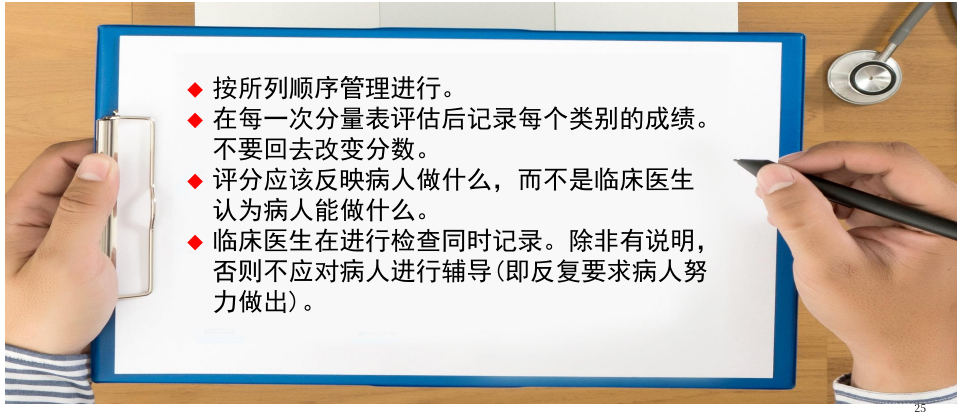 ◆ 按所列顺序管理进行。
◆ 在每一次分量表评估后记录每个类别的成绩。
不要回去改变分数。
◆ 评分应该反映病人做什么，而不是临床医生
认为病人能做什么。
◆ 临床医生在进行检查同时记录。除非有说明，
否则不应对病人进行辅导(即反复要求病人努
力做出)。
25